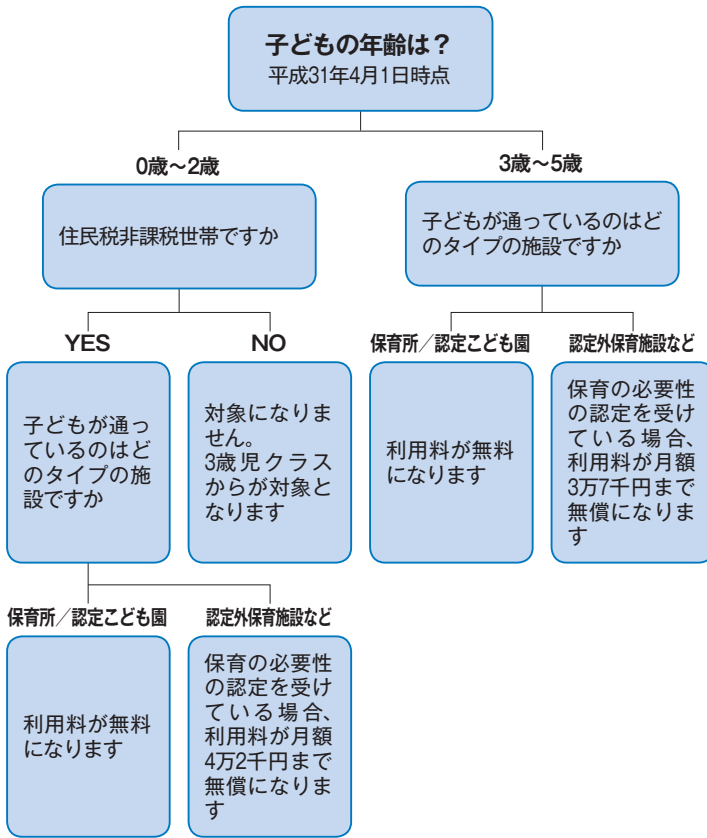 子どもの年齢は？
平成31年4月1日時点
0歳～2歳
3歳～5歳
住民税非課税世帯ですか
子どもが通っているのはど
のタイプの施設ですか
YES
NO
保育所／認定こども園
認定外保育施設など
子どもが通っ
ているのはど
のタイプの施
設ですか
対象になりま
せん。
3歳児クラス
からが対象と
なります
利用料が無料
になります
保育の必要性
の認定を受け
ている場合、
利用料が月額
3万7千円まで
無償になりま
す
保育所／認定こども園
認定外保育施設など
利用料が無料
になります
保育の必要性
の認定を受け
ている場合、
利用料が月額
4万2千円まで
無償になりま
す